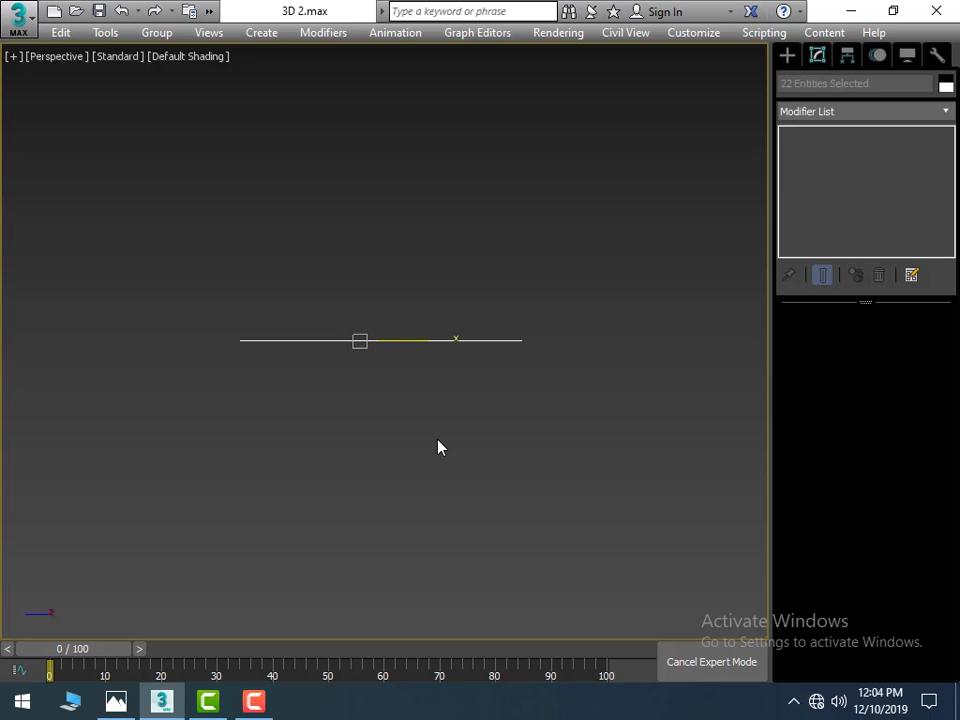 3D 2.max
Type a keyword or phrase
Sign In
3
MAX
Edit
Tools
Group
Views
Create
Modifiers
Animation
Graph Editors
Rendering
Civil View
Customize
Scripting
Content
Help
[+] [Perspective] [Standard] [Default Shading]
22 Entities Selected
Modifier List
x
z
Activate Windows
Go to Settings to activate Windows.
< 0 / 100 >
Cancel Expert Mode
0 10 20 30 40 50 60 70 80 90 100
12:04 PM
12/10/2019